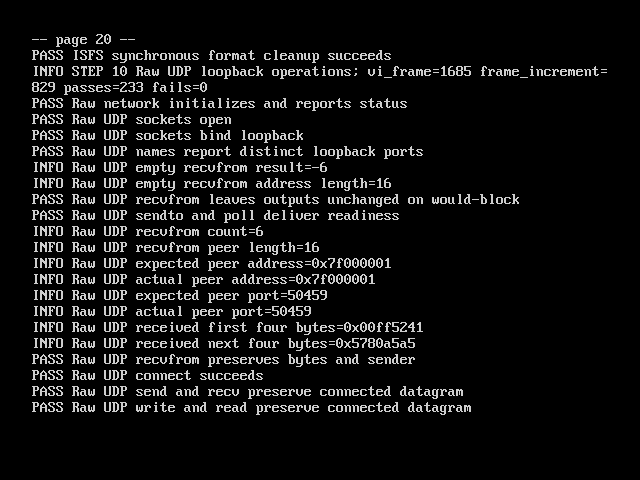 -- page 20 --
PASS ISFS synchronous format cleanup succeeds
INFO STEP 10 Raw UDP loopback operations; vi_frame=1685 frame_increment=
829 passes=233 fails=0
PASS Raw network initializes and reports status
PASS Raw UDP sockets open
PASS Raw UDP sockets bind loopback
PASS Raw UDP names report distinct loopback ports
INFO Raw UDP empty recvfrom result=-6
INFO Raw UDP empty recvfrom address length=16
PASS Raw UDP recvfrom leaves outputs unchanged on would-block
PASS Raw UDP sendto and poll deliver readiness
INFO Raw UDP recvfrom count=6
INFO Raw UDP recvfrom peer length=16
INFO Raw UDP expected peer address=0x7f000001
INFO Raw UDP actual peer address=0x7f000001
INFO Raw UDP expected peer port=50459
INFO Raw UDP actual peer port=50459
INFO Raw UDP received first four bytes=0x00ff5241
INFO Raw UDP received next four bytes=0x5780a5a5
PASS Raw UDP recvfrom preserves bytes and sender
PASS Raw UDP connect succeeds
PASS Raw UDP send and recv preserve connected datagram
PASS Raw UDP write and read preserve connected datagram